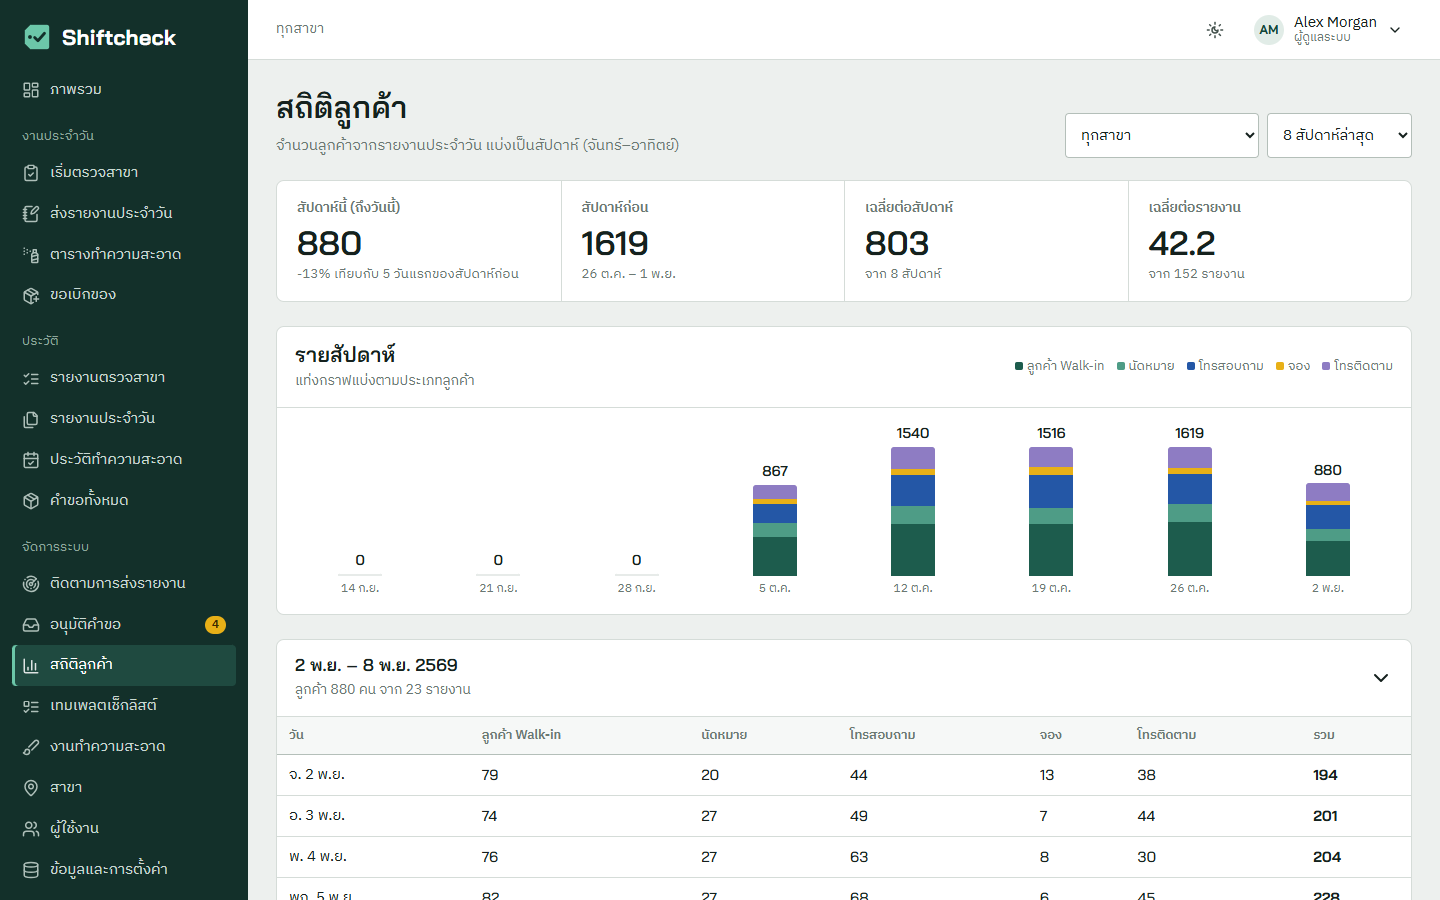 Shiftcheck
ภาพรวม
งานประจำวัน
เริ่มตรวจสาขา
ส่งรายงานประจำวัน
ตารางทำความสะอาด
ขอเบิกของ
ประวัติ
รายงานตรวจสาขา
รายงานประจำวัน
ประวัติทำความสะอาด
คำขอทั้งหมด
จัดการระบบ
ติดตามการส่งรายงาน
อนุมัติคำขอ 4
สถิติลูกค้า
เทมเพลตเช็กลิสต์
งานทำความสะอาด
สาขา
ผู้ใช้งาน
ข้อมูลและการตั้งค่า
ทุกสาขา
AM Alex Morgan
ผู้ดูแลระบบ
สถิติลูกค้า
จำนวนลูกค้าจากรายงานประจำวัน แบ่งเป็นสัปดาห์ (จันทร์–อาทิตย์)
ทุกสาขา 8 สัปดาห์ล่าสุด
สัปดาห์นี้ (ถึงวันนี้)
880
-13% เทียบกับ 5 วันแรกของสัปดาห์ก่อน
สัปดาห์ก่อน
1619
26 ต.ค. – 1 พ.ย.
เฉลี่ยต่อสัปดาห์
803
จาก 8 สัปดาห์
เฉลี่ยต่อรายงาน
42.2
จาก 152 รายงาน
รายสัปดาห์
แท่งกราฟแบ่งตามประเภทลูกค้า
ลูกค้า Walk-in นัดหมาย โทรสอบถาม จอง โทรติดตาม
0 0 0 867 1540 1516 1619 880
14 ก.ย. 21 ก.ย. 28 ก.ย. 5 ต.ค. 12 ต.ค. 19 ต.ค. 26 ต.ค. 2 พ.ย.
2 พ.ย. – 8 พ.ย. 2569
ลูกค้า 880 คน จาก 23 รายงาน
วัน ลูกค้า Walk-in นัดหมาย โทรสอบถาม จอง โทรติดตาม รวม
จ. 2 พ.ย. 79 20 44 13 38 194
อ. 3 พ.ย. 74 27 49 7 44 201
พ. 4 พ.ย. 76 27 63 8 30 204
พฤ. 5 พ.ย. 82 27 68 6 45 228